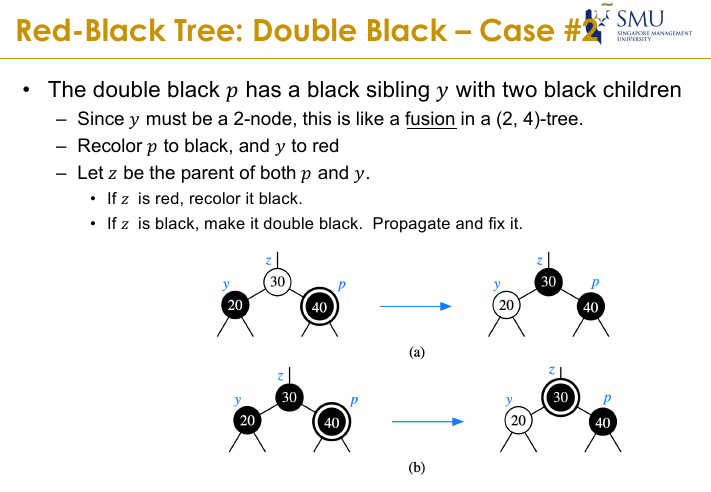 Red-Black Tree: Double Black – Case #2
SMU
SINGAPORE MANAGEMENT
UNIVERSITY
• The double black p has a black sibling y with two black children
– Since y must be a 2-node, this is like a fusion in a (2, 4)-tree.
– Recolor p to black, and y to red
– Let z be the parent of both p and y.
• If z is red, recolor it black.
• If z is black, make it double black. Propagate and fix it.
z
30
y
20
p
40
z
30
y
20
p
40
(a)
z
30
y
20
p
40
z
30
y
20
p
40
(b)